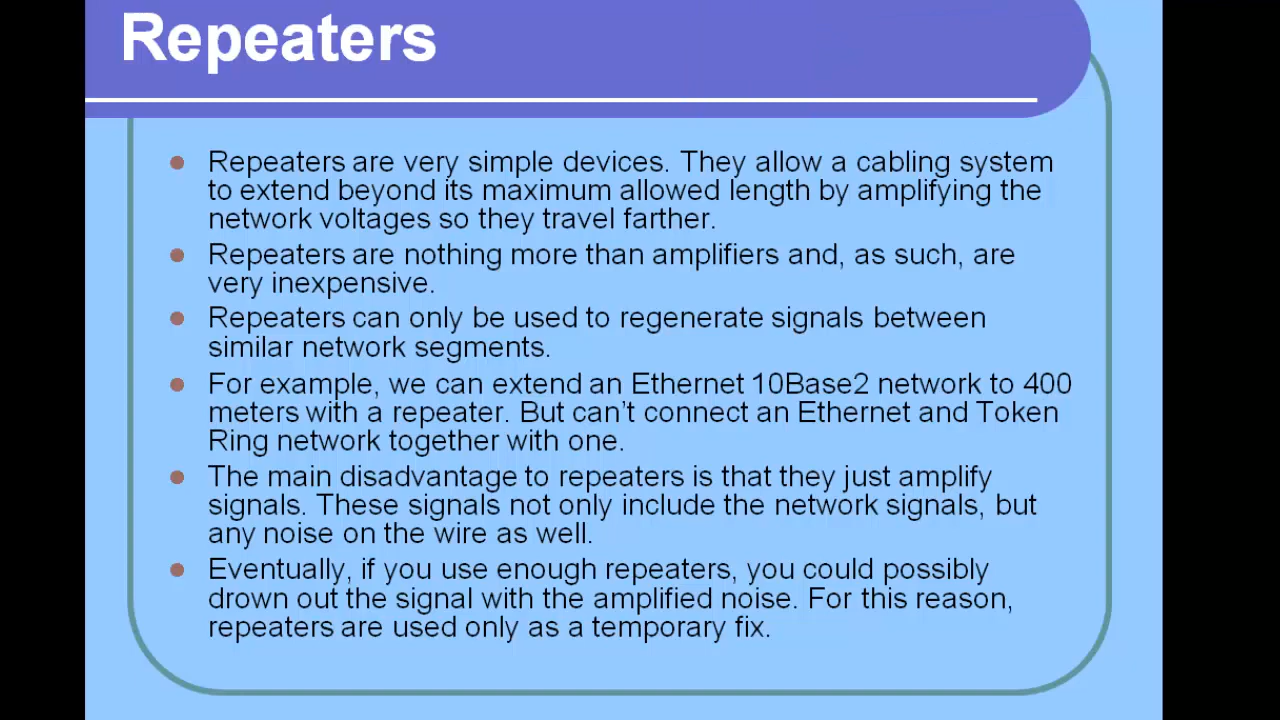 Repeaters
Repeaters are very simple devices. They allow a cabling system
to extend beyond its maximum allowed length by amplifying the
network voltages so they travel farther.
Repeaters are nothing more than amplifiers and, as such, are
very inexpensive.
Repeaters can only be used to regenerate signals between
similar network segments.
For example, we can extend an Ethernet 10Base2 network to 400
meters with a repeater. But can’t connect an Ethernet and Token
Ring network together with one.
The main disadvantage to repeaters is that they just amplify
signals. These signals not only include the network signals, but
any noise on the wire as well.
Eventually, if you use enough repeaters, you could possibly
drown out the signal with the amplified noise. For this reason,
repeaters are used only as a temporary fix.